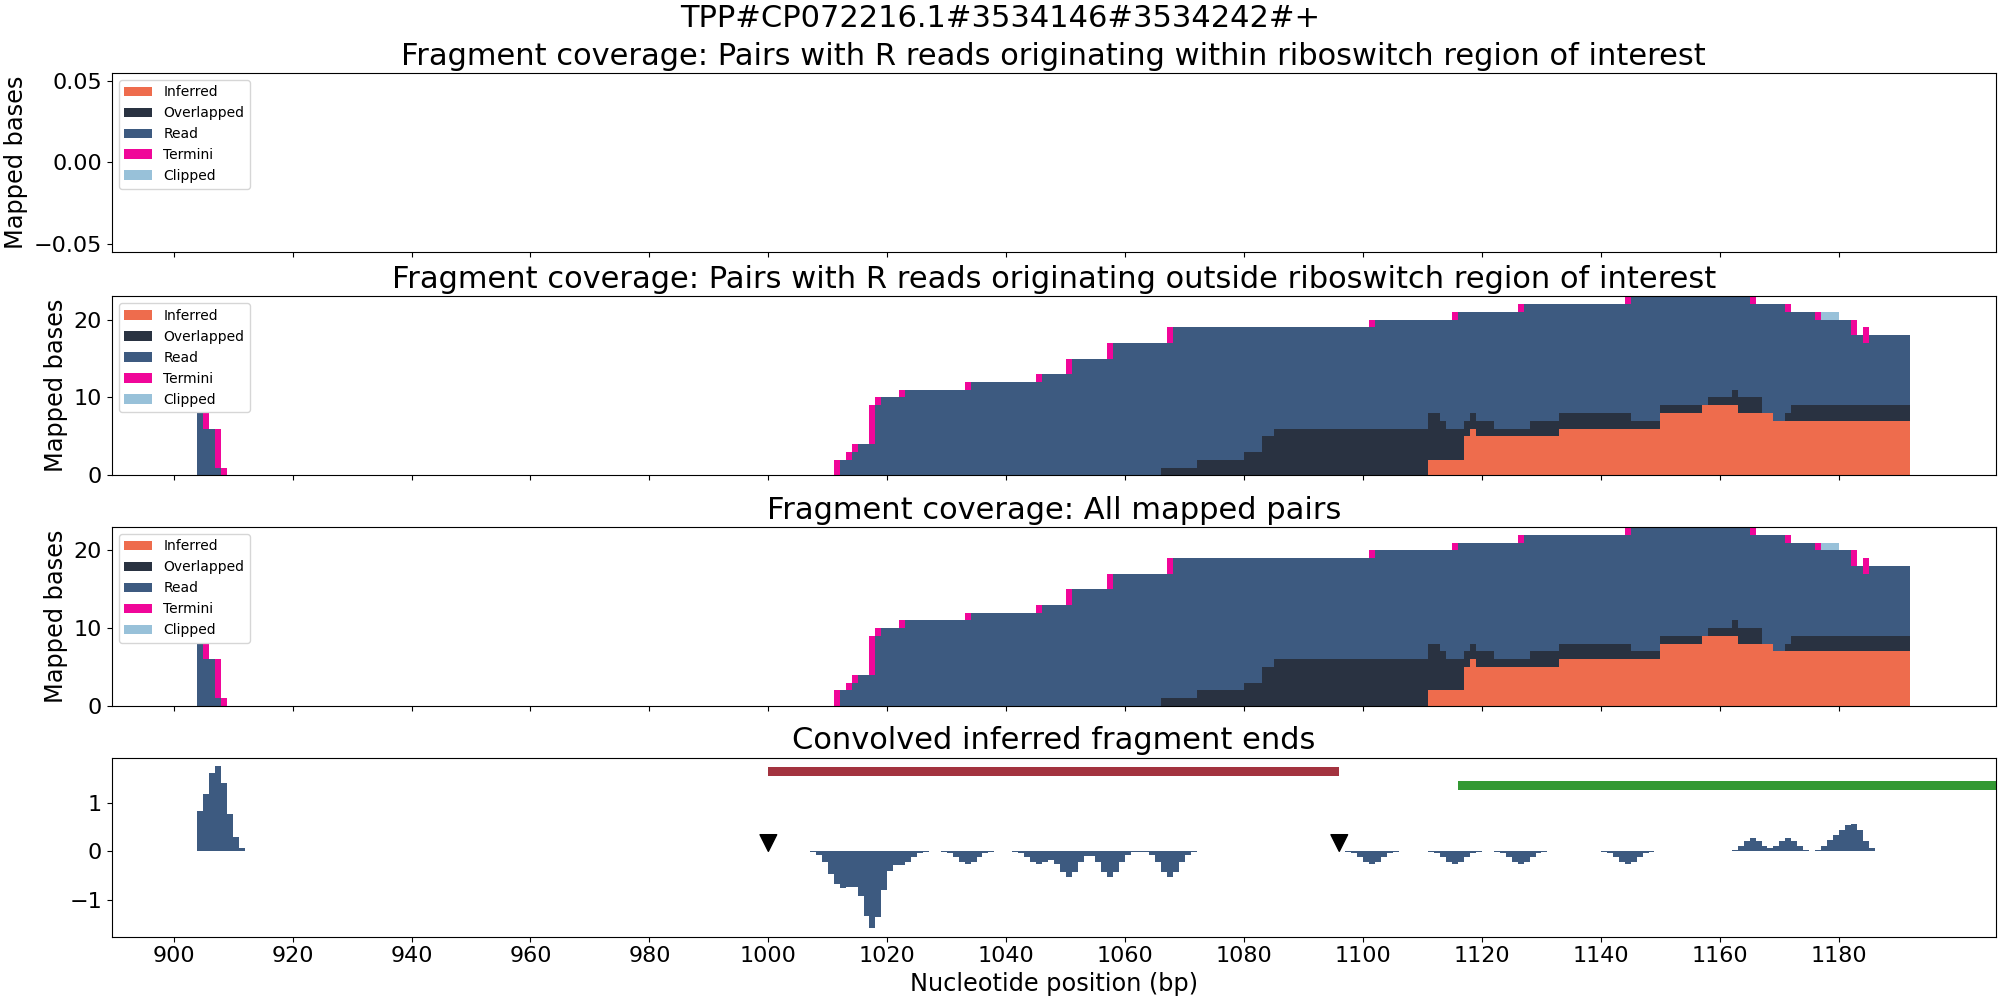 TPP#CP072216.1#3534146#3534242#+
Fragment coverage: Pairs with R reads originating within riboswitch region of interest
Mapped bases
0.05
0.00
−0.05
Inferred
Overlapped
Read
Termini
Clipped
Fragment coverage: Pairs with R reads originating outside riboswitch region of interest
Mapped bases
20
10
0
Inferred
Overlapped
Read
Termini
Clipped
Fragment coverage: All mapped pairs
Mapped bases
20
10
0
Inferred
Overlapped
Read
Termini
Clipped
Convolved inferred fragment ends
1
0
−1
900 920 940 960 980 1000 1020 1040 1060 1080 1100 1120 1140 1160 1180
Nucleotide position (bp)